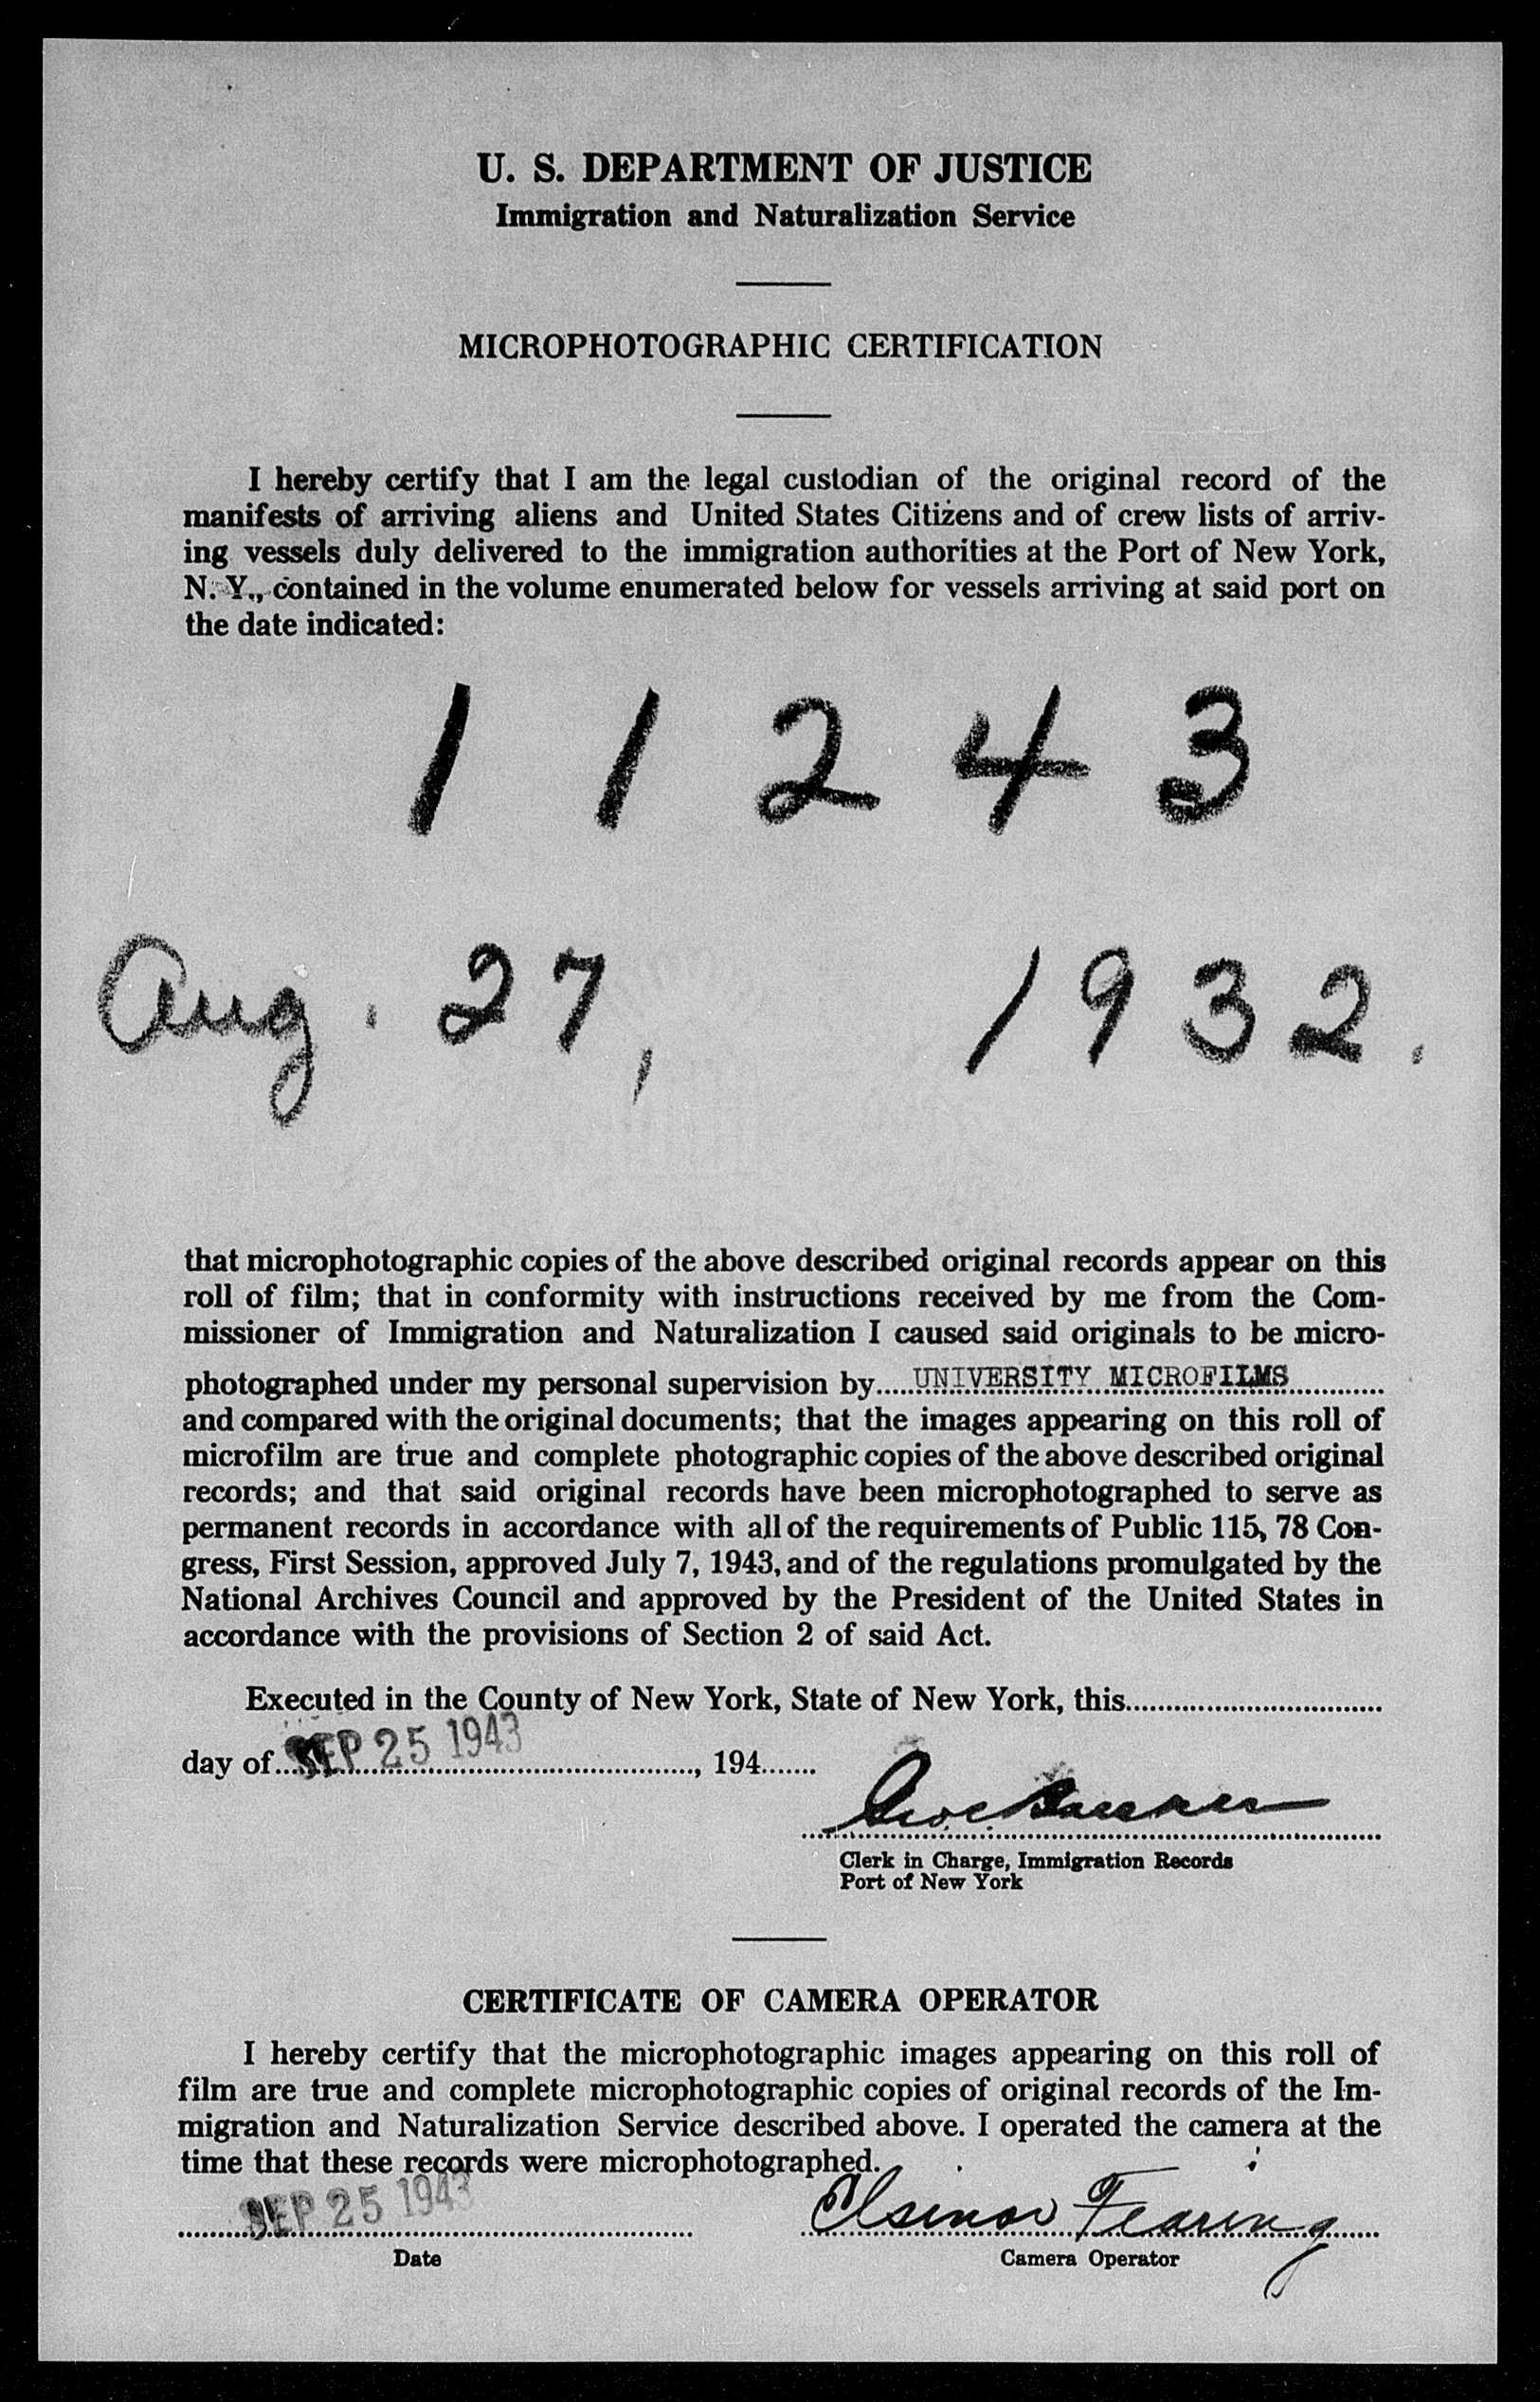 U. S. DEPARTMENT OF JUSTICE
Immigration and Naturalization Service
MICROPHOTOGRAPHIC CERTIFICATION
I hereby certify that I am the legal custodian of the original record of the
manifests of arriving aliens and United States Citizens and of crew lists of arriv-
ing vessels duly delivered to the immigration authorities at the Port of New York,
N. Y., contained in the volume enumerated below for vessels arriving at said port on
the date indicated:
1 1 2 4 3
Aug. 27, 1932.
that microphotographic copies of the above described original records appear on this
roll of film; that in conformity with instructions received by me from the Com-
missioner of Immigration and Naturalization I caused said originals to be micro-
photographed under my personal supervision by.....UNIVERSITY MICROFILMS............
and compared with the original documents; that the images appearing on this roll of
microfilm are true and complete photographic copies of the above described original
records; and that said original records have been microphotographed to serve as
permanent records in accordance with all of the requirements of Public 115, 78 Con-
gress, First Session, approved July 7, 1943, and of the regulations promulgated by the
National Archives Council and approved by the President of the United States in
accordance with the provisions of Section 2 of said Act.
Executed in the County of New York, State of New York, this................................
day of...SEP 25 1943..................................., 194.......
Clerk in Charge, Immigration Records
Port of New York
CERTIFICATE OF CAMERA OPERATOR
I hereby certify that the microphotographic images appearing on this roll of
film are true and complete microphotographic copies of original records of the Im-
migration and Naturalization Service described above. I operated the camera at the
time that these records were microphotographed.
SEP 25 1943 Fearing
Date Camera Operator